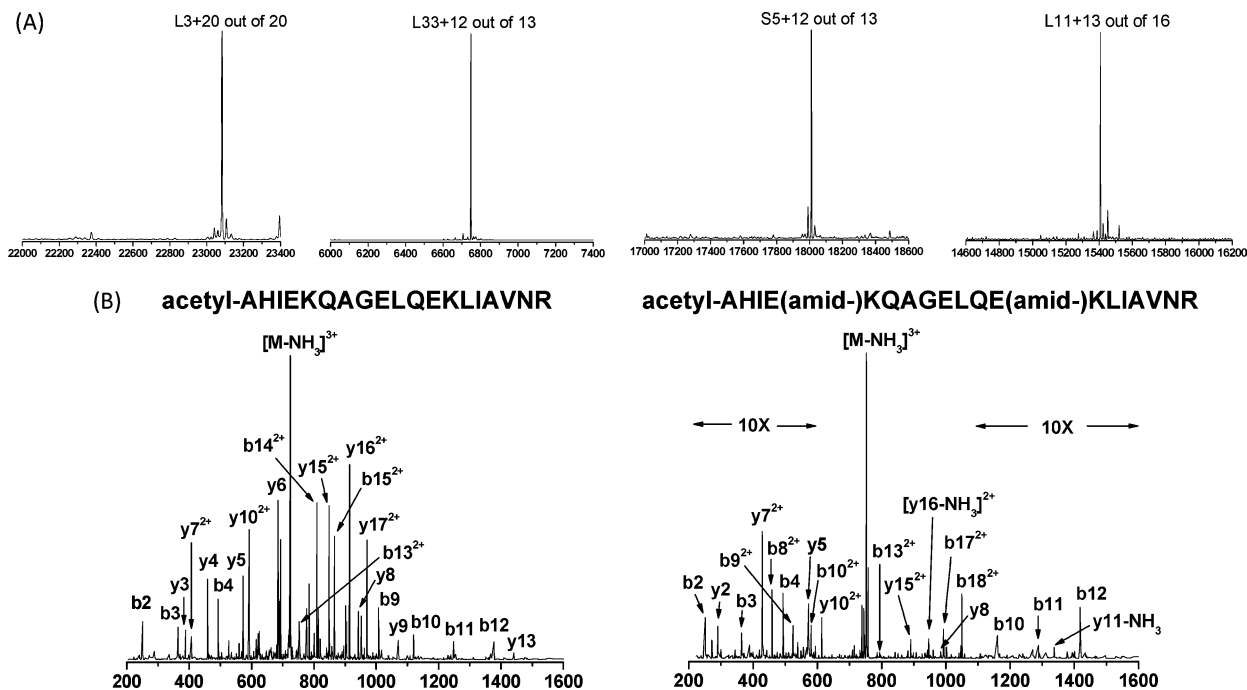 (A)
L3+20 out of 20
L33+12 out of 13
S5+12 out of 13
L11+13 out of 16
22000 22200 22400 22600 22800 23000 23200 23400
6000 6200 6400 6600 6800 7000 7200 7400
17000 17200 17400 17600 17800 18000 18200 18400 18600
14600 14800 15000 15200 15400 15600 15800 16000 16200
(B)
acetyl-AHIEKQAGELQEKLIAVNR
[M-NH₃]³⁺
b14²⁺
y15²⁺
y16²⁺
b15²⁺
y6
y10²⁺
y17²⁺
y7²⁺
b13²⁺
y4
y5
y3
b4
y8
b2
b3
b9
y9
b10
b11
b12
y13
200 400 600 800 1000 1200 1400 1600
acetyl-AHIE(amid-)KQAGELQE(amid-)KLIAVNR
[M-NH₃]³⁺
10X
10X
[y16-NH₃]²⁺
y7²⁺
b8²⁺
y5
b9²⁺
b13²⁺
b17²⁺
b4
b10²⁺
b2
y2
b3
y10²⁺
y15²⁺
b18²⁺
y8
b10
b11
b12
y11-NH₃
200 400 600 800 1000 1200 1400 1600